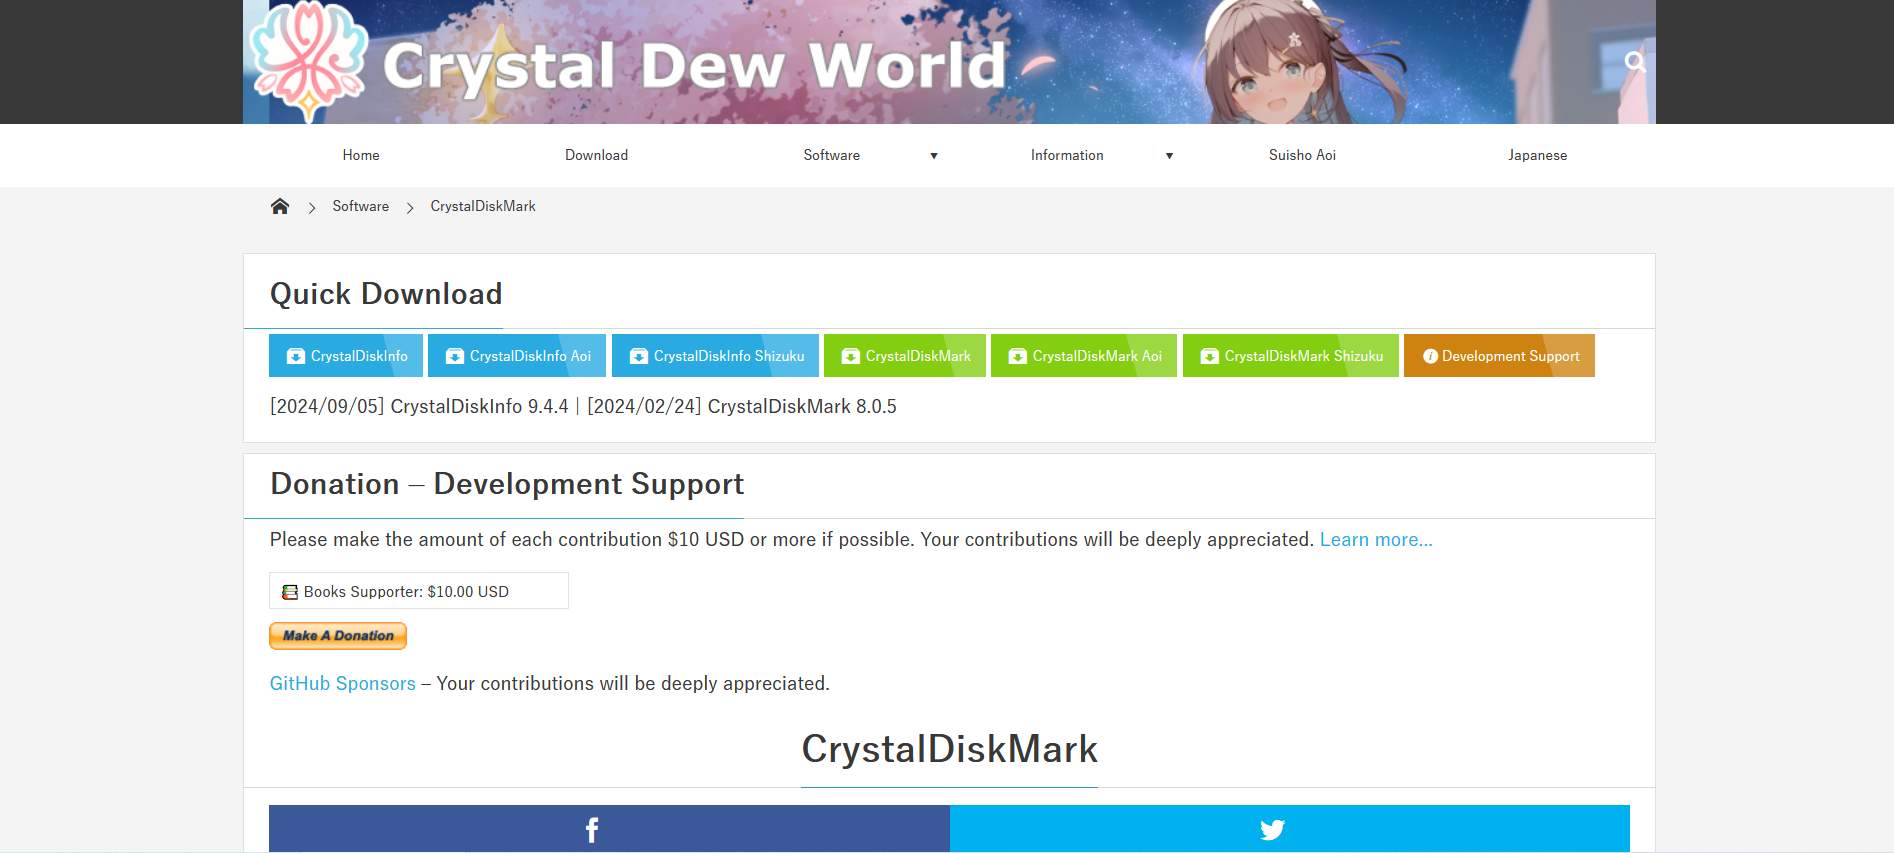 Crystal Dew World
Home Download Software ▼ Information ▼ Suisho Aoi Japanese
Software CrystalDiskMark
Quick Download
CrystalDiskInfo CrystalDiskInfo Aoi CrystalDiskInfo Shizuku CrystalDiskMark CrystalDiskMark Aoi CrystalDiskMark Shizuku Development Support
[2024/09/05] CrystalDiskInfo 9.4.4 | [2024/02/24] CrystalDiskMark 8.0.5
Donation – Development Support
Please make the amount of each contribution $10 USD or more if possible. Your contributions will be deeply appreciated. Learn more...
Books Supporter: $10.00 USD
Make A Donation
GitHub Sponsors – Your contributions will be deeply appreciated.
CrystalDiskMark